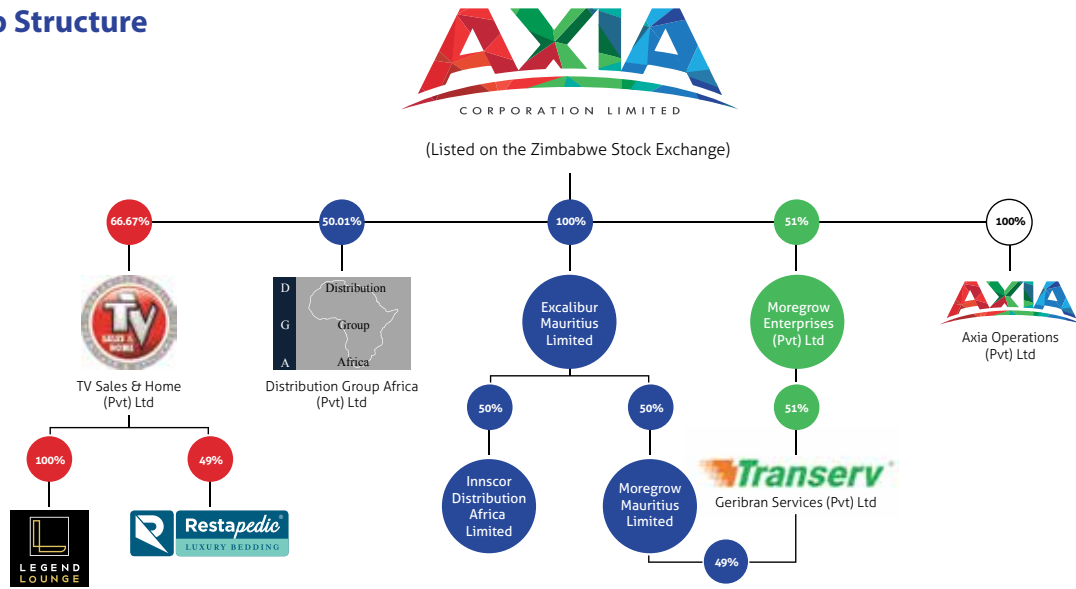 Structure
AXIA
CORPORATION LIMITED
(Listed on the Zimbabwe Stock Exchange)
66.67%
50.01%
100%
51%
100%
TV
SALES &
HOME
TV Sales & Home
(Pvt) Ltd
D Distribution
G Group
A Africa
Distribution Group Africa
(Pvt) Ltd
Excalibur
Mauritius
Limited
Moregrow
Enterprises
(Pvt) Ltd
AXIA
Axia Operations
(Pvt) Ltd
100%
49%
50%
50%
51%
LEGEND
LOUNGE
Restapedic®
LUXURY BEDDING
Innscor
Distribution
Africa
Limited
Moregrow
Mauritius
Limited
Transerv
Geribran Services (Pvt) Ltd
49%